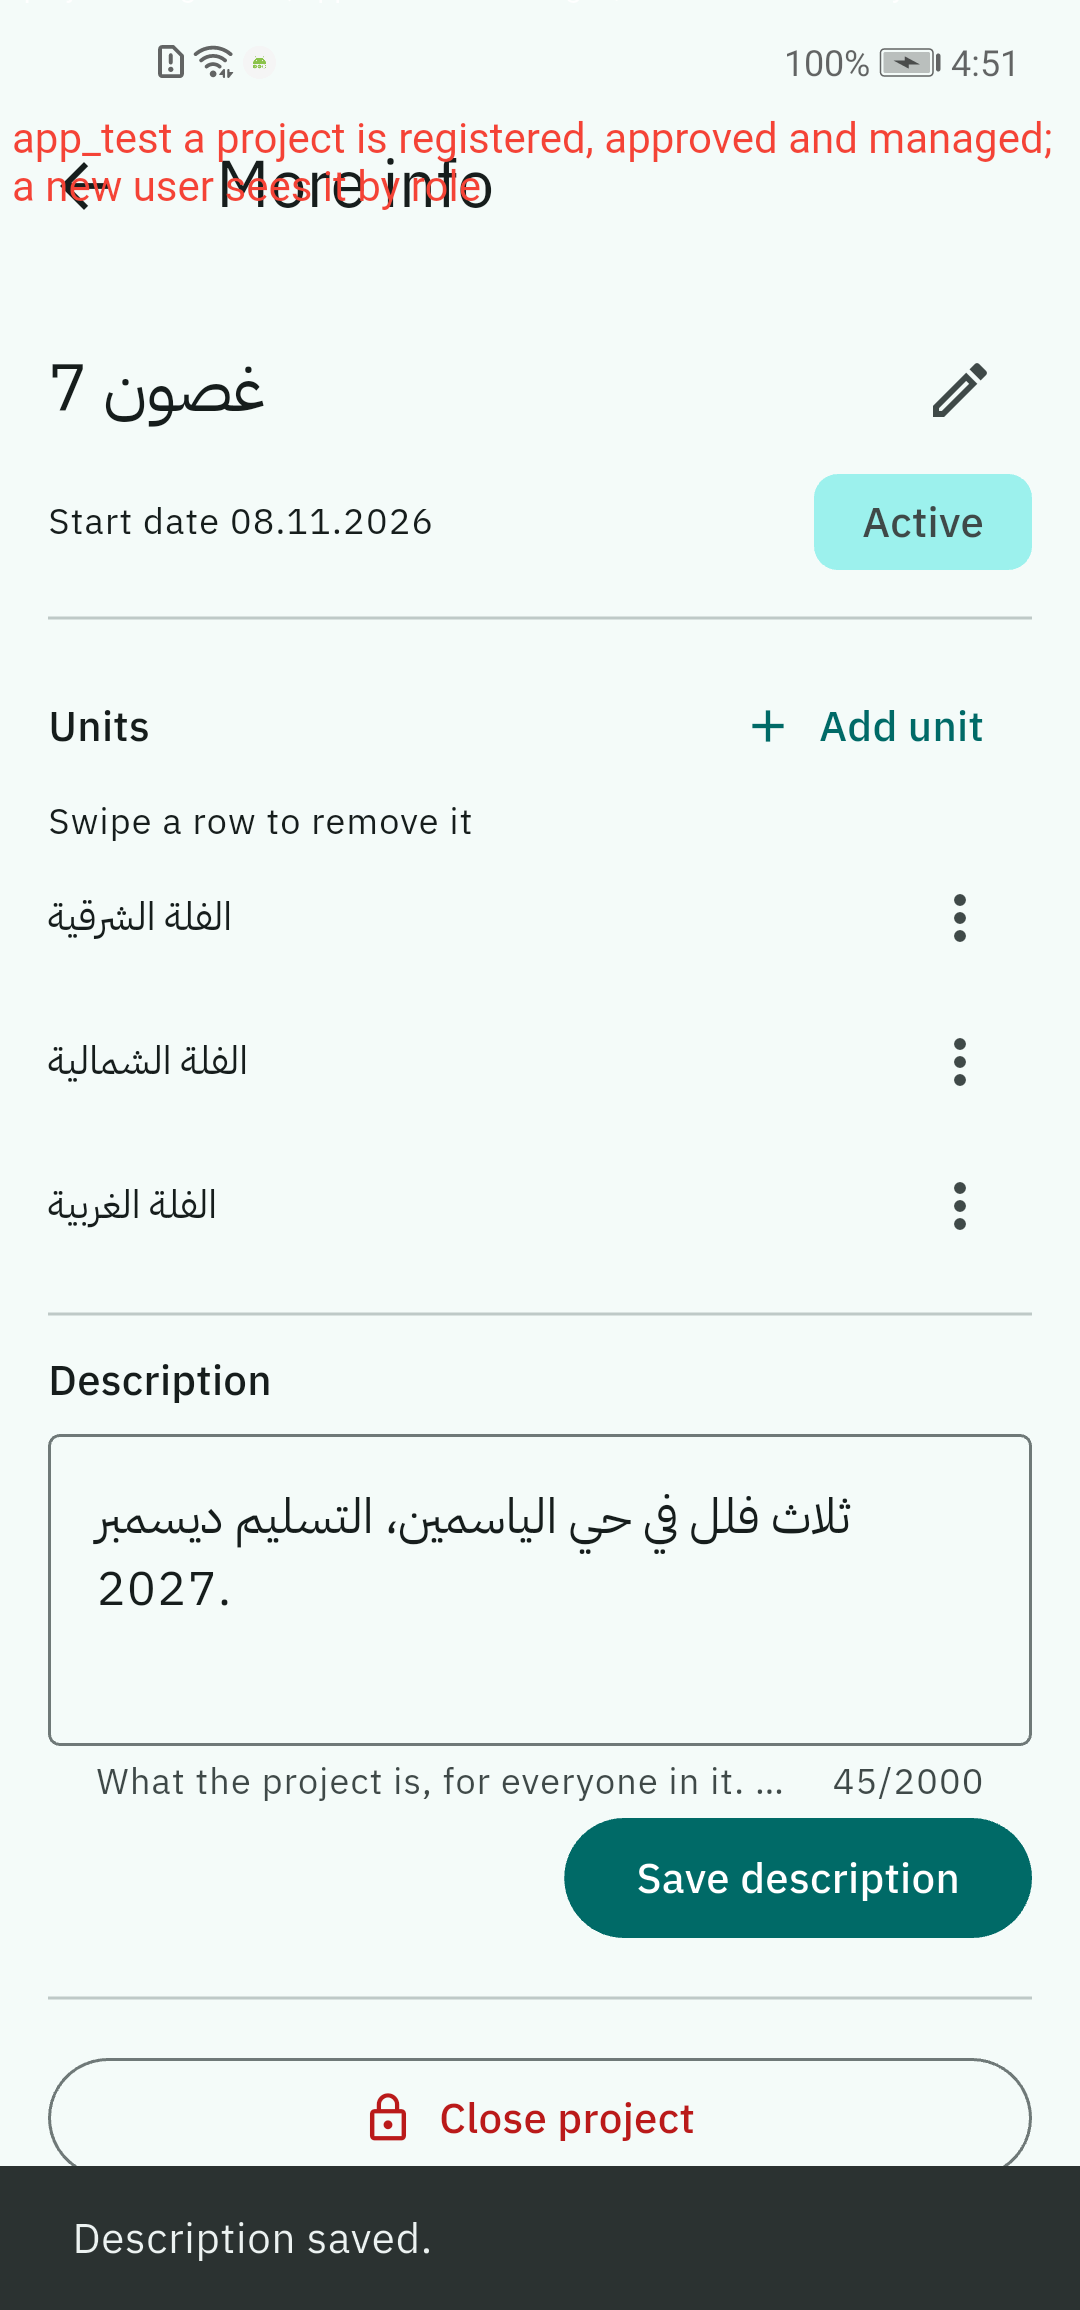 100% 4:51
app_test a project is registered, approved and managed;
a new user sees it by role
More info
غصون 7
Start date 08.11.2026
Active
Units
+ Add unit
Swipe a row to remove it
الفلة الشرقية
الفلة الشمالية
الفلة الغربية
Description
ثلاث فلل في حي الياسمين، التسليم ديسمبر
2027.
What the project is, for everyone in it. ...
45/2000
Save description
Close project
Description saved.